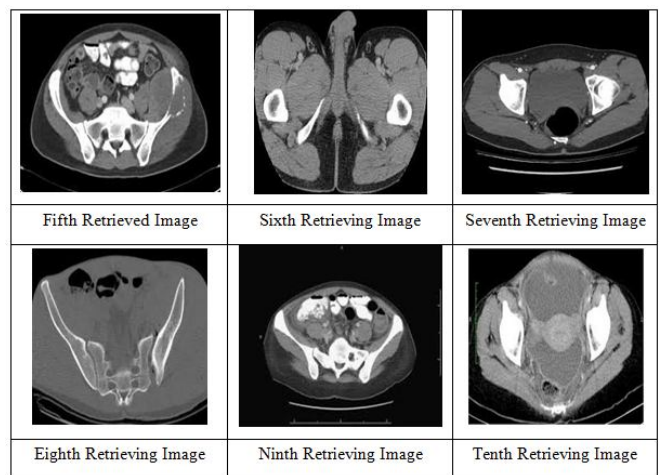 Fifth Retrieved Image
Sixth Retrieving Image
Seventh Retrieving Image
Eighth Retrieving Image
Ninth Retrieving Image
Tenth Retrieving Image